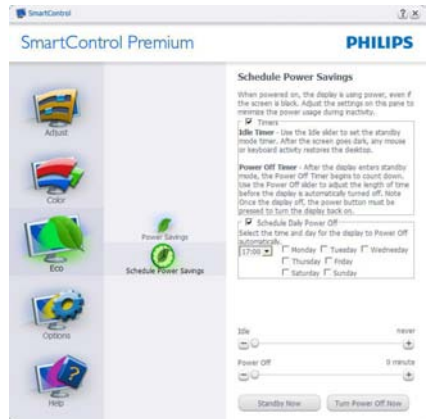 SmartControl
SmartControl Premium
PHILIPS
Adjust
Color
Eco
Options
Help
Power Savings
Schedule Power Savings
Schedule Power Savings
When powered on, the display is using power, even if
the screen is black. Adjust the settings on this pane to
minimize the power usage during inactivity.
Timers
Idle Timer - Use the Idle slider to set the standby
mode timer. After the screen goes dark, any mouse
or keyboard activity restores the desktop.
Power Off Timer - After the display enters standby
mode, the Power Off Timer begins to count down.
Use the Power Off slider to adjust the length of time
before the display is automatically turned off. Note
Once the display off, the power button must be
pressed to turn the display back on.
Schedule Daily Power Off
Select the time and day for the display to Power Off
automatically.
17:00 Monday Tuesday Wednesday
Thursday Friday
Saturday Sunday
Idle never
Power Off 0 minute
Standby Now Turn Power Off Now